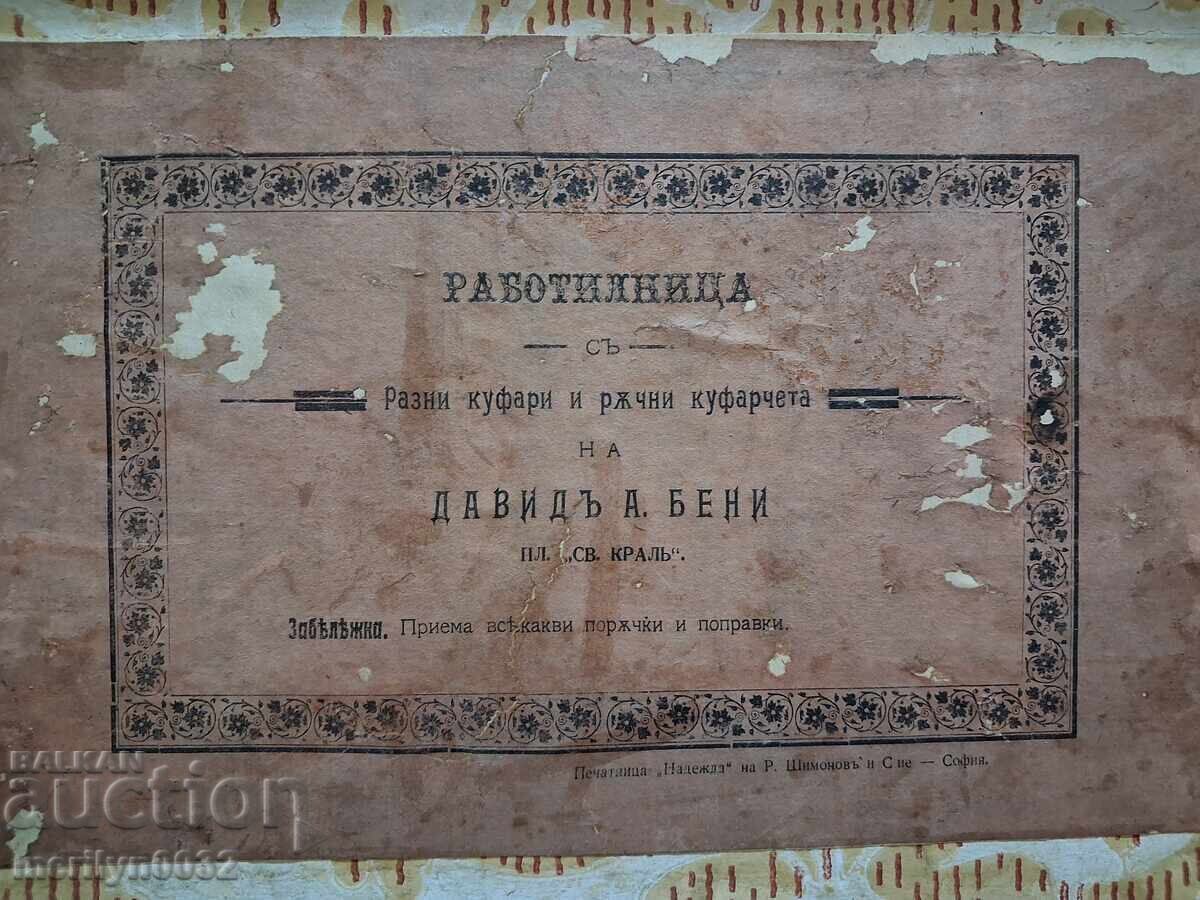 РАБОТИЛНИЦА
СЪ
Разни куфари и рѫчни куфарчета
НА
ДАВИДЪ А. БЕНИ
ПЛ. „СВ. КРАЛЬ“.
Забѣлѣжка. Приема всѣкакви порѫчки и поправки.
Печатница „Надежда“ на Р. Шимоновъ и С ие — София.
BALKAN
auction
merilyn0032